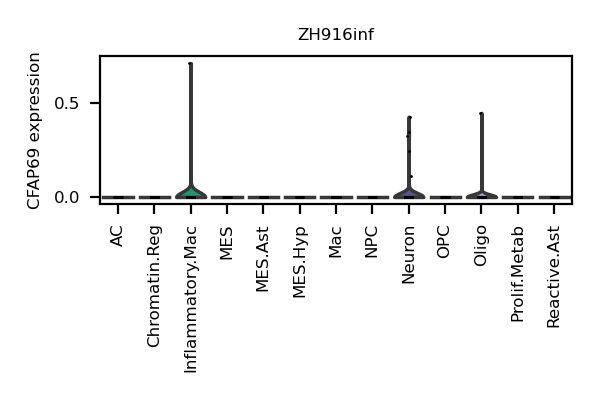 ZH916inf
CFAP69 expression
0.5
0.0
AC
Chromatin.Reg
Inflammatory.Mac
MES
MES.Ast
MES.Hyp
Mac
NPC
Neuron
OPC
Oligo
Prolif.Metab
Reactive.Ast